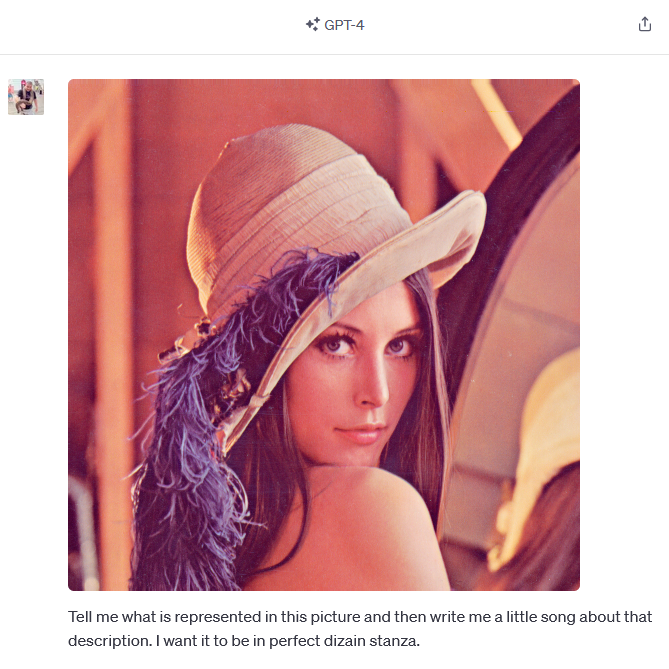 GPT-4
Tell me what is represented in this picture and then write me a little song about that
description. I want it to be in perfect dizain stanza.